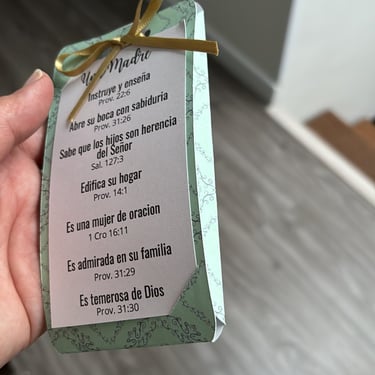 Una Madre
Instruye y enseña
Prov. 22:6
Abre su boca con sabiduria
Prov. 31:26
Sabe que los hijos son herencia
del Señor
Sal. 127:3
Edifica su hogar
Prov. 14:1
Es una mujer de oracion
1 Cro 16:11
Es admirada en su familia
Prov. 31:29
Es temerosa de Dios
Prov. 31:30